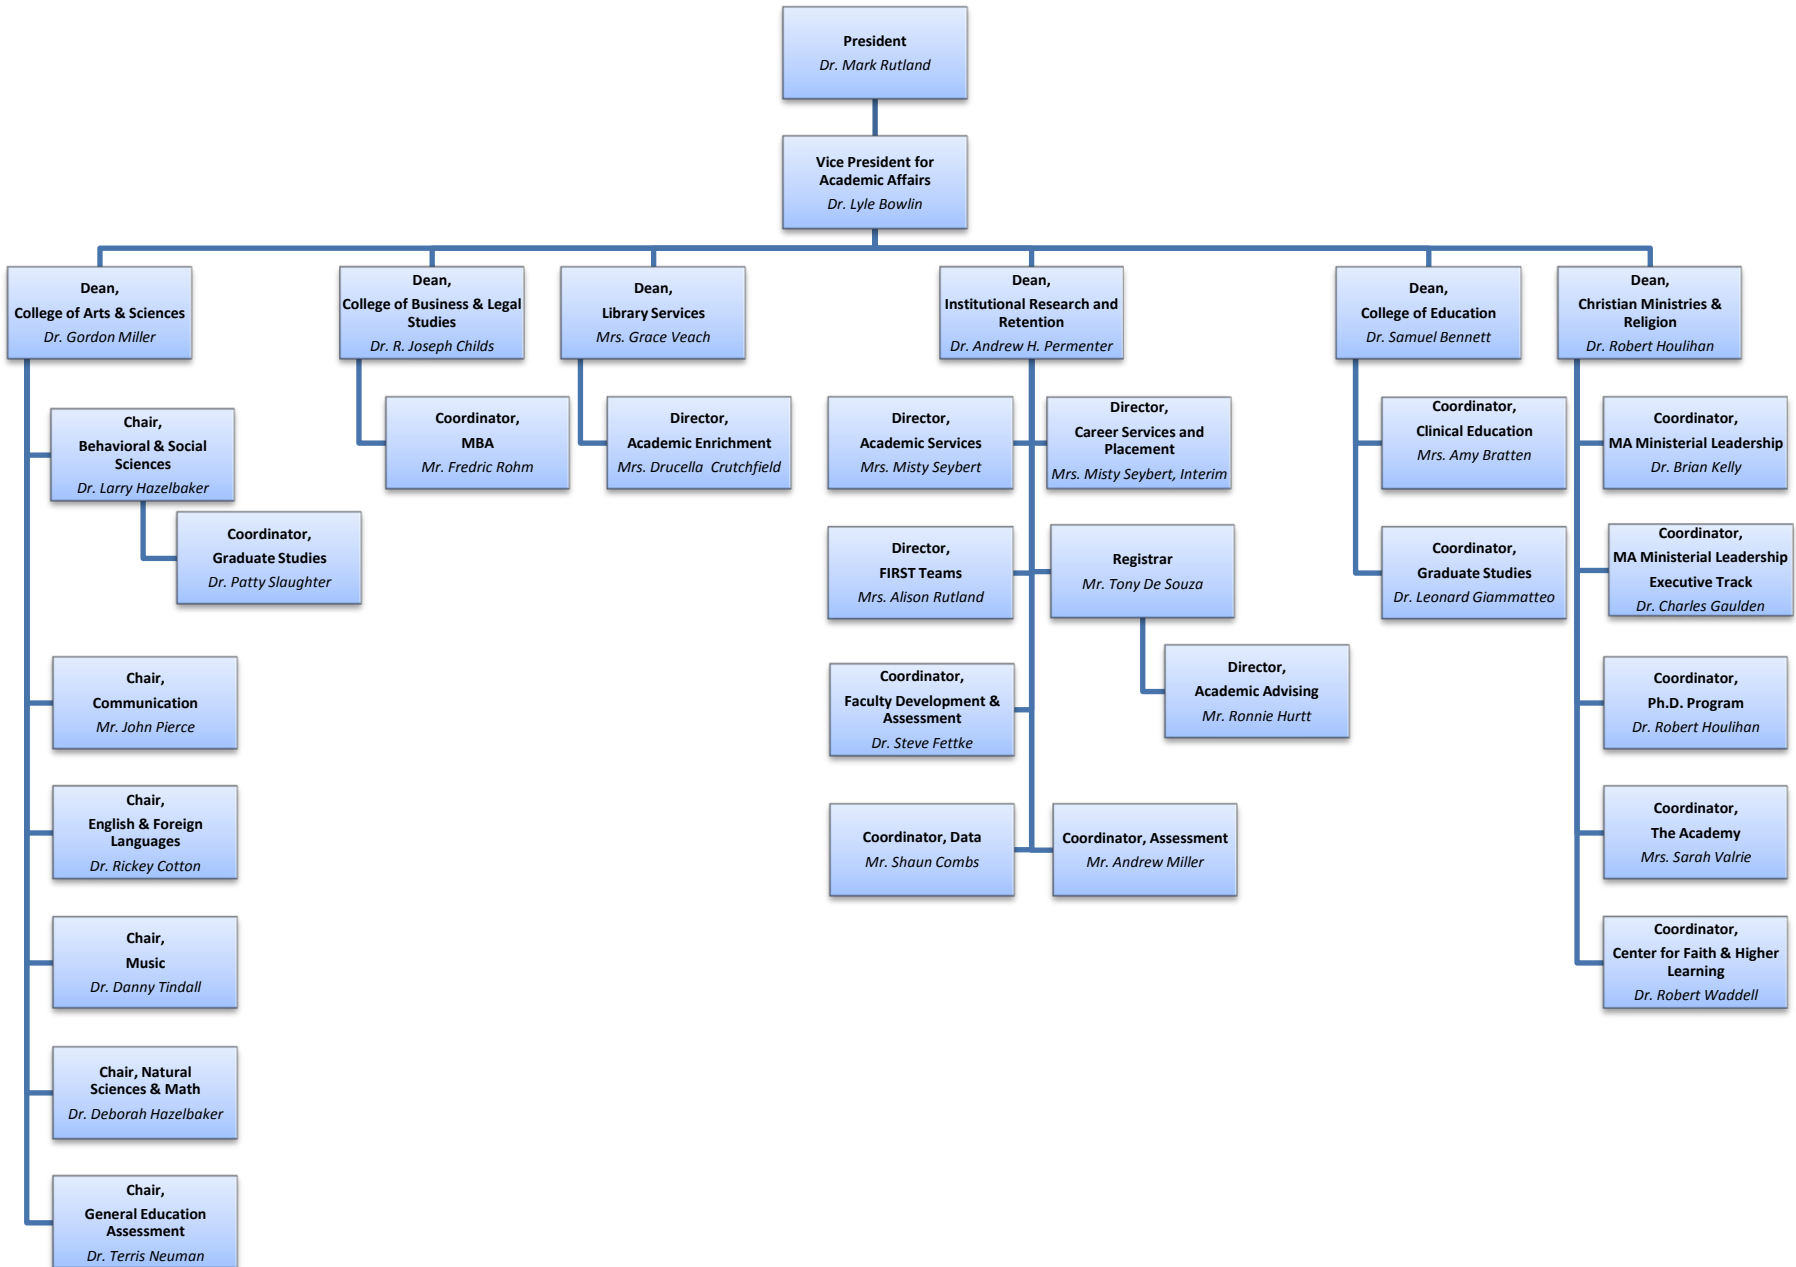 President
Dr. Mark Rutland
Vice President for
Academic Affairs
Dr. Lyle Bowlin
Dean,
College of Arts & Sciences
Dr. Gordon Miller
Dean,
College of Business & Legal
Studies
Dr. R. Joseph Childs
Dean,
Library Services
Mrs. Grace Veach
Dean,
Institutional Research and
Retention
Dr. Andrew H. Permenter
Dean,
College of Education
Dr. Samuel Bennett
Dean,
Christian Ministries &
Religion
Dr. Robert Houlihan
Chair,
Behavioral & Social
Sciences
Dr. Larry Hazelbaker
Coordinator,
Graduate Studies
Dr. Patty Slaughter
Chair,
Communication
Mr. John Pierce
Chair,
English & Foreign
Languages
Dr. Rickey Cotton
Chair,
Music
Dr. Danny Tindall
Chair, Natural
Sciences & Math
Dr. Deborah Hazelbaker
Chair,
General Education
Assessment
Dr. Terris Neuman
Coordinator,
MBA
Mr. Fredric Rohm
Director,
Academic Enrichment
Mrs. Drucella Crutchfield
Director,
Academic Services
Mrs. Misty Seybert
Director,
Career Services and
Placement
Mrs. Misty Seybert, Interim
Director,
FIRST Teams
Mrs. Alison Rutland
Registrar
Mr. Tony De Souza
Director,
Academic Advising
Mr. Ronnie Hurtt
Coordinator,
Faculty Development &
Assessment
Dr. Steve Fettke
Coordinator, Data
Mr. Shaun Combs
Coordinator, Assessment
Mr. Andrew Miller
Coordinator,
Clinical Education
Mrs. Amy Bratten
Coordinator,
Graduate Studies
Dr. Leonard Giammatteo
Coordinator,
MA Ministerial Leadership
Dr. Brian Kelly
Coordinator,
MA Ministerial Leadership
Executive Track
Dr. Charles Gaulden
Coordinator,
Ph.D. Program
Dr. Robert Houlihan
Coordinator,
The Academy
Mrs. Sarah Valrie
Coordinator,
Center for Faith & Higher
Learning
Dr. Robert Waddell